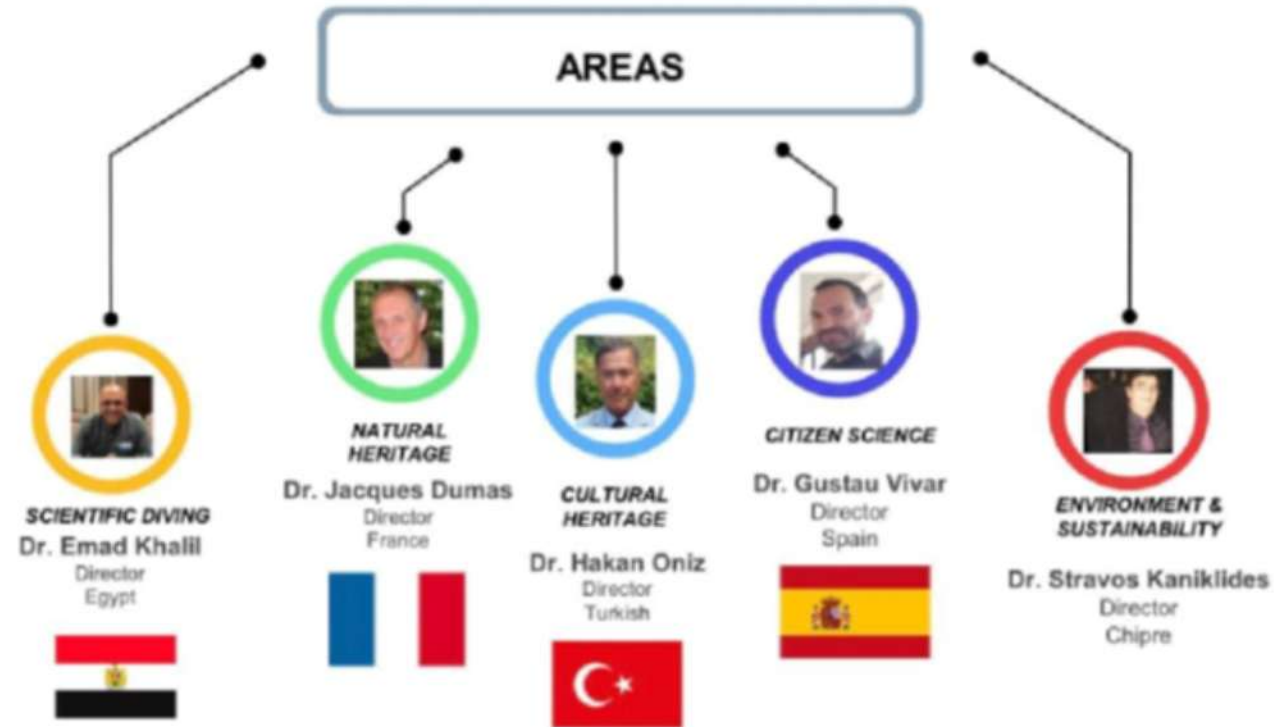 AREAS
SCIENTIFIC DIVING
Dr. Emad Khalil
Director
Egypt
NATURAL
HERITAGE
Dr. Jacques Dumas
Director
France
CULTURAL
HERITAGE
Dr. Hakan Oniz
Director
Turkish
CITIZEN SCIENCE
Dr. Gustau Vivar
Director
Spain
ENVIRONMENT &
SUSTAINABILITY
Dr. Stravos Kaniklides
Director
Chipre